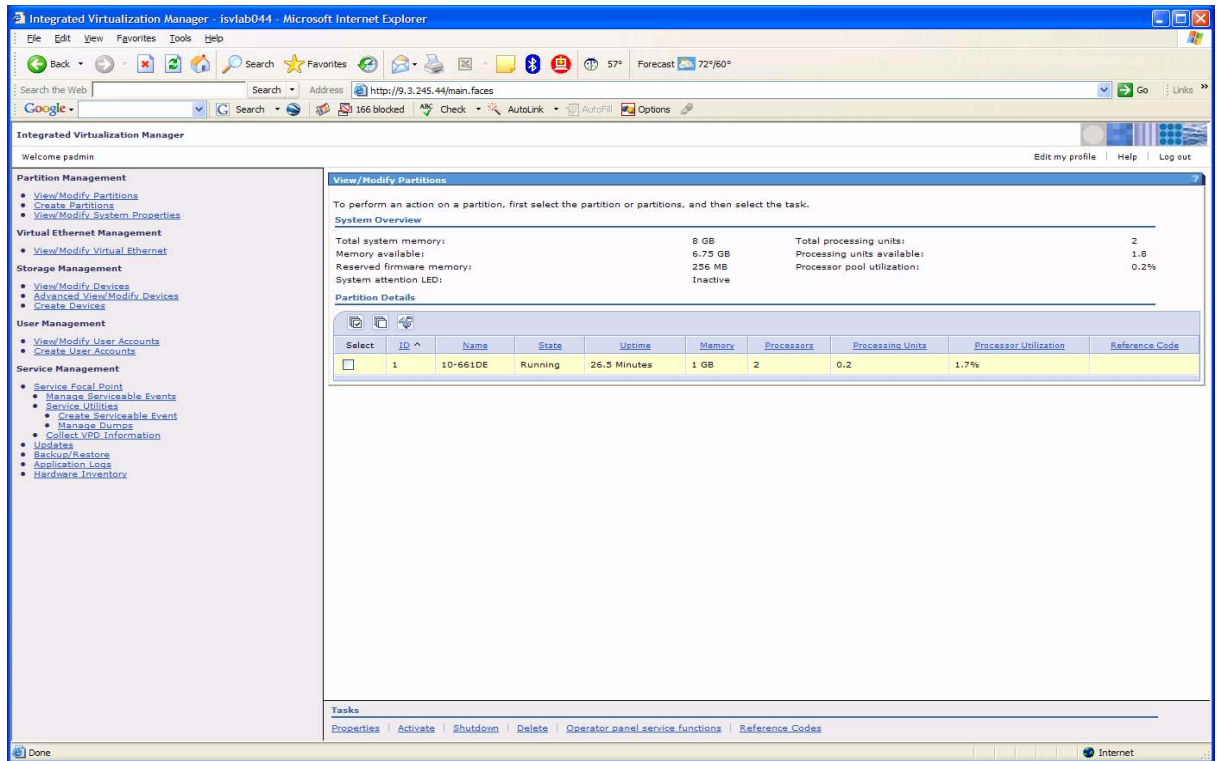 Integrated Virtualization Manager - isvlab044 - Microsoft Internet Explorer
File Edit View Favorites Tools Help
Back Search Favorites 57° Forecast 72°/60°
Search the Web Search Address http://9.3.245.44/main.faces Go Links »
Google Search 166 blocked ABC Check AutoLink AutoFill Options
Integrated Virtualization Manager
Welcome padmin Edit my profile Help Log out
Partition Management
View/Modify Partitions
Create Partitions
View/Modify System Properties
Virtual Ethernet Management
View/Modify Virtual Ethernet
Storage Management
View/Modify Devices
Advanced View/Modify Devices
Create Devices
User Management
View/Modify User Accounts
Create User Accounts
Service Management
Service Focal Point
Manage Serviceable Events
Service Utilities
Create Serviceable Event
Manage Dumps
Collect VPD Information
Updates
Backup/Restore
Application Logs
Hardware Inventory
View/Modify Partitions ?
To perform an action on a partition, first select the partition or partitions, and then select the task.
System Overview
Total system memory: 8 GB Total processing units: 2
Memory available: 6.75 GB Processing units available: 1.8
Reserved firmware memory: 256 MB Processor pool utilization: 0.2%
System attention LED: Inactive
Partition Details
Select ID ^ Name State Uptime Memory Processors Processing Units Processor Utilization Reference Code
1 10-661DE Running 26.5 Minutes 1 GB 2 0.2 1.7%
Tasks
Properties Activate Shutdown Delete Operator panel service functions Reference Codes
Done Internet